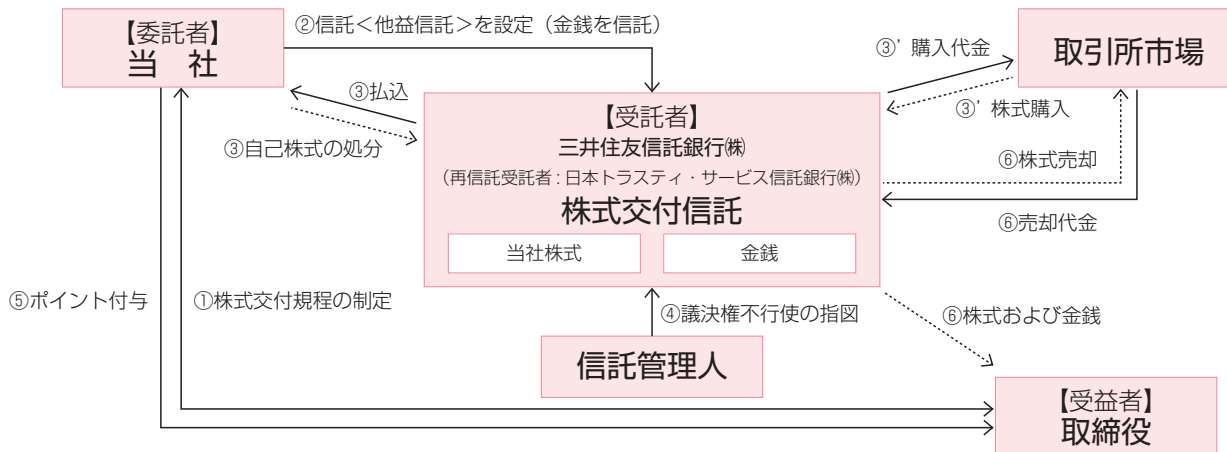 【委託者】
当 社
②信託<他益信託>を設定(金銭を信託)
③払込
③自己株式の処分
【受託者】
三井住友信託銀行㈱
(再信託受託者:日本トラスティ・サービス信託銀行㈱)
株式交付信託
当社株式
金銭
③’購入代金
③’株式購入
取引所市場
⑥株式売却
⑥売却代金
⑤ポイント付与
①株式交付規程の制定
④議決権不行使の指図
信託管理人
⑥株式および金銭
【受益者】
取締役